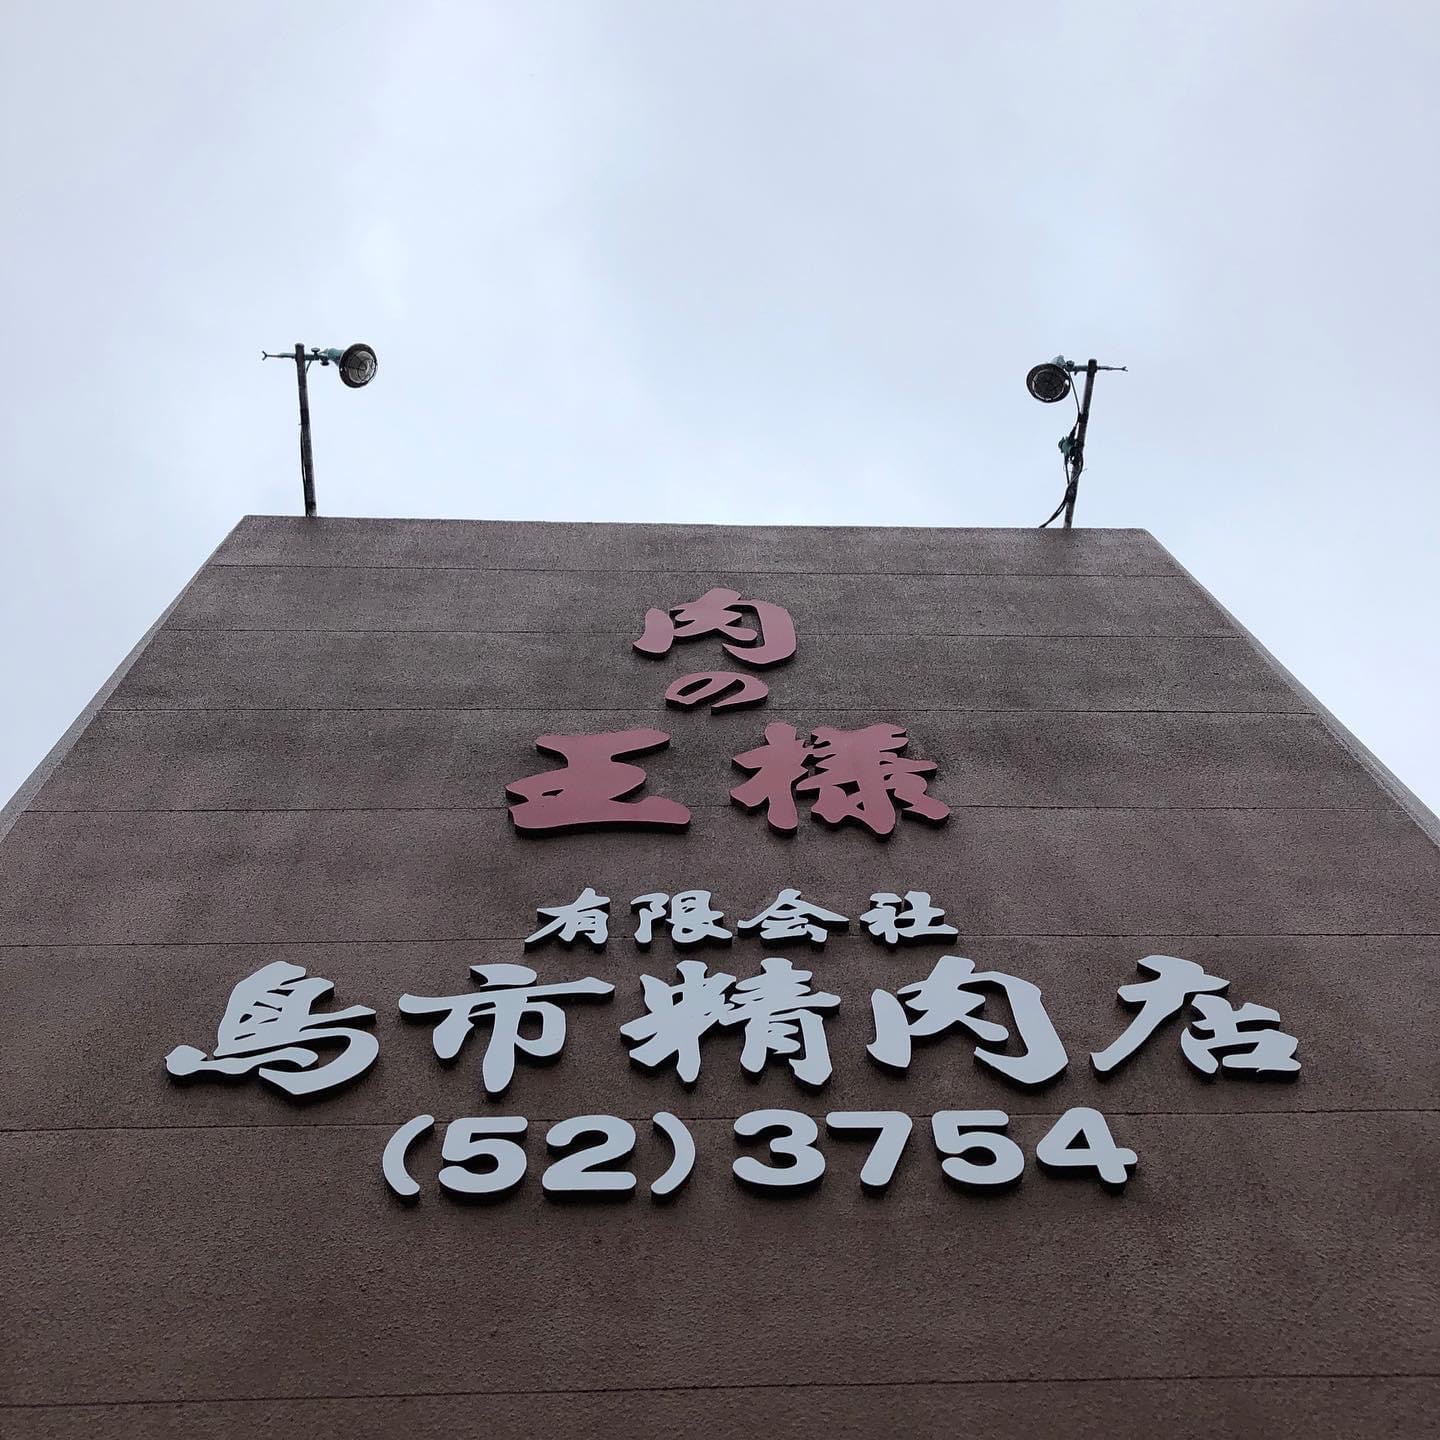 肉
の
王様
有限会社
鳥市精肉店
(52)3754